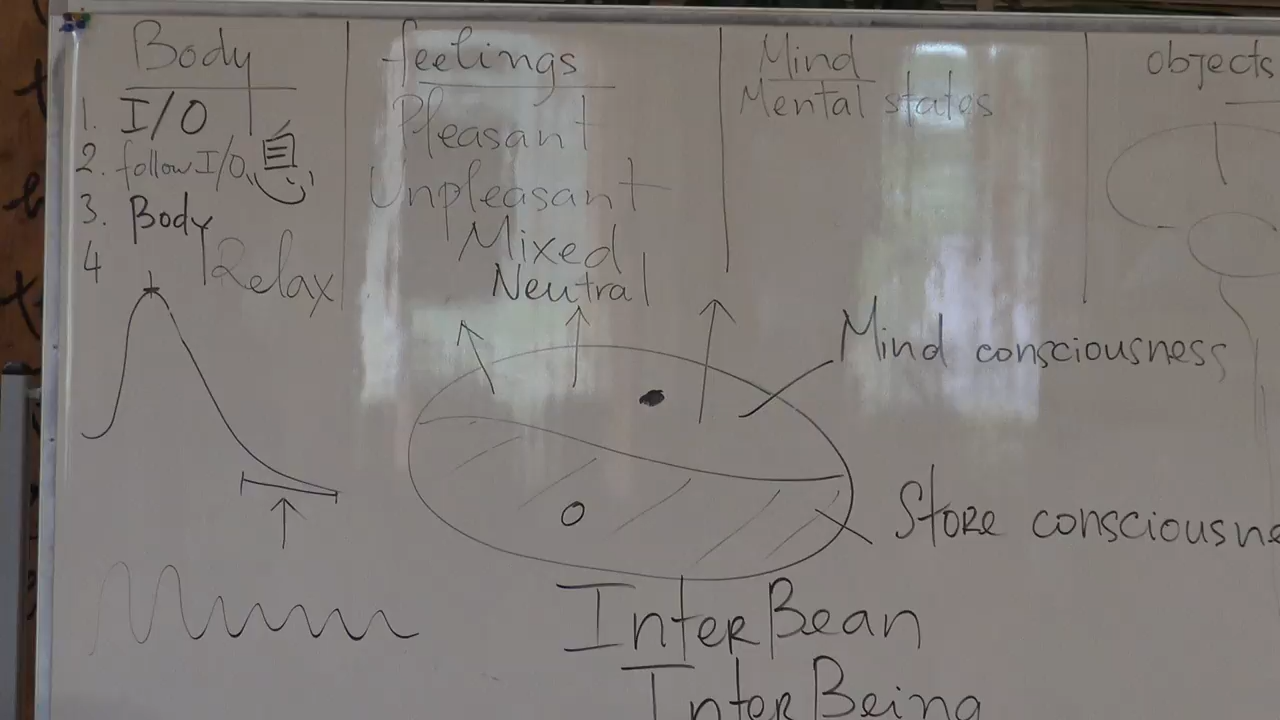 Body
1. I/O
2. follow I/O 息
3. Body
4 Relax
feelings
Pleasant
Unpleasant
Mixed
Neutral
Mind
Mental states
objects
Mind consciousness
Store consciousne
InterBean
InterBeing